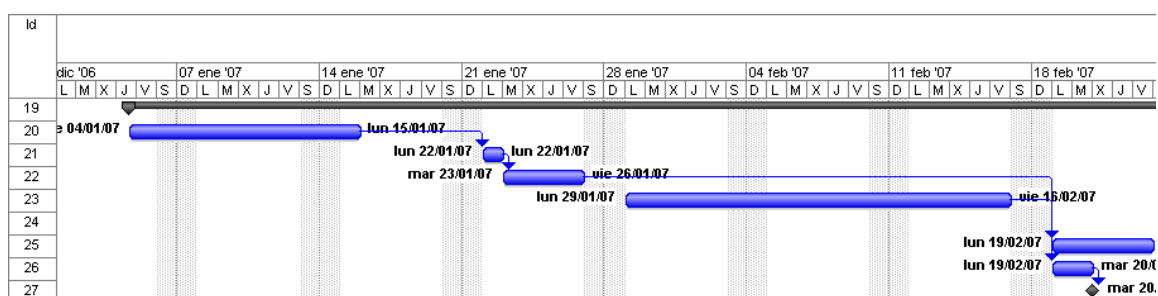 Id
dic '06 07 ene '07 14 ene '07 21 ene '07 28 ene '07 04 feb '07 11 feb '07 18 feb '07
L M X J V S D L M X J V S D L M X J V S D L M X J V S D L M X J V S D L M X J V S D L M X J V S D L M X J V
19
20 04/01/07 lun 15/01/07
21 lun 22/01/07 lun 22/01/07
22 mar 23/01/07 vie 26/01/07
23 lun 29/01/07 vie 16/02/07
24
25 lun 19/02/07
26 lun 19/02/07 mar 20/0
27 mar 20.